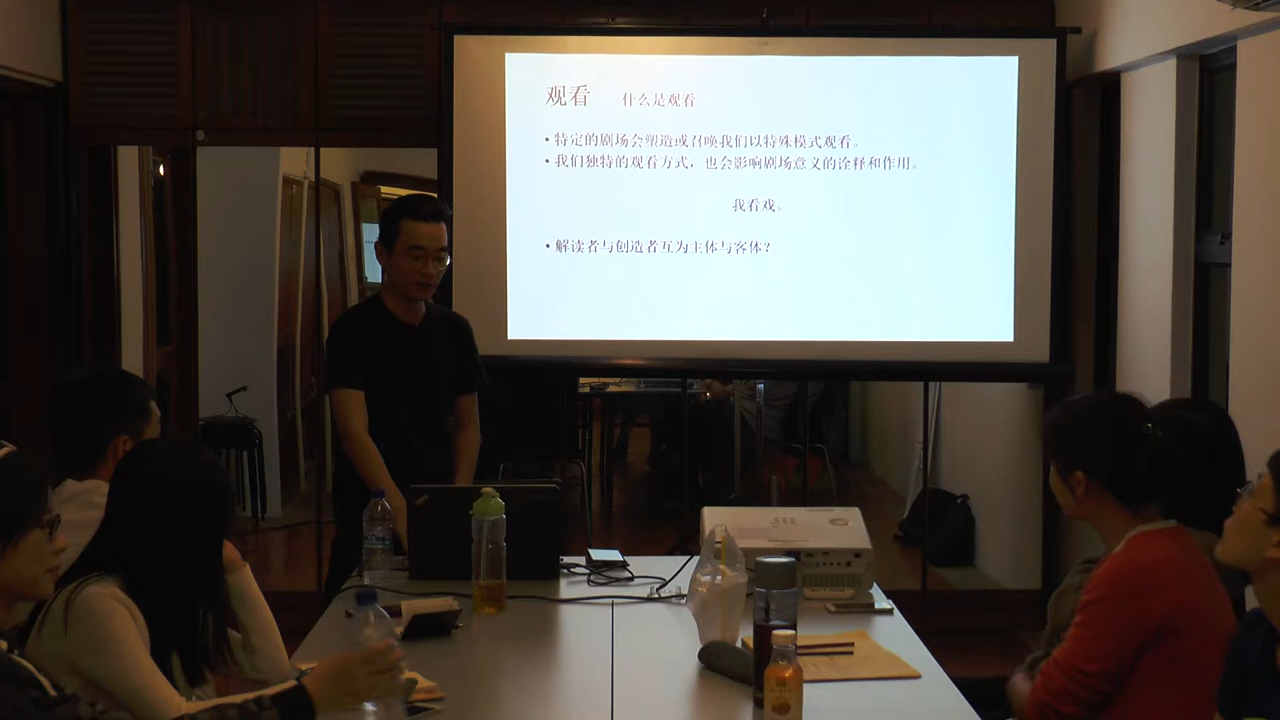 观看 什么是观看
• 特定的剧场会塑造或召唤我们以特殊模式观看。
• 我们独特的观看方式，也会影响剧场意义的诠释和作用。
我看戏。
• 解读者与创造者互为主体与客体？